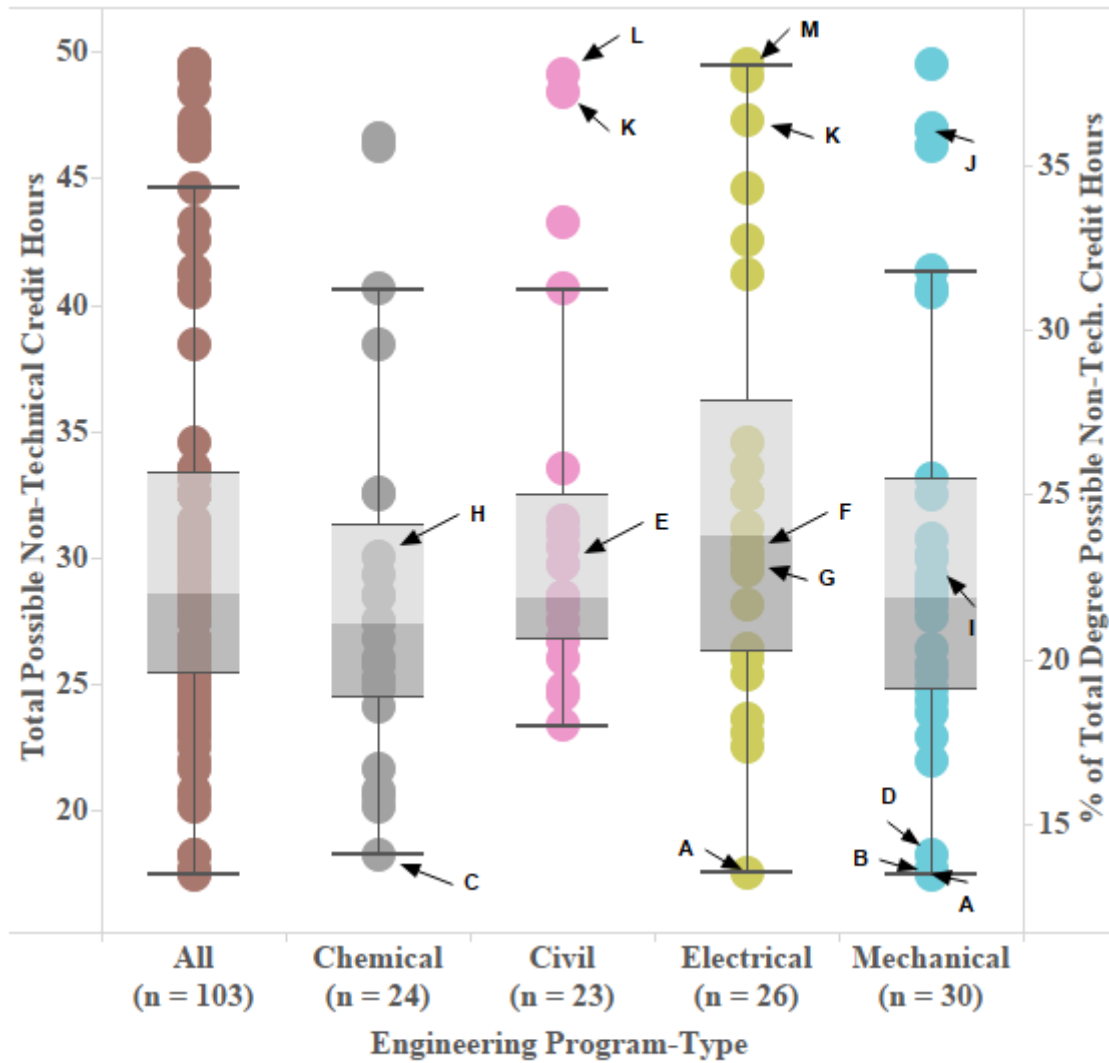 Total Possible Non-Technical Credit Hours
50
45
40
35
30
25
20
L
K
M
K
J
H
E
F
G
I
C
A
D
B
A
35
30
25
20
15
% of Total Degree Possible Non-Tech. Credit Hours
All
(n = 103)
Chemical
(n = 24)
Civil
(n = 23)
Electrical
(n = 26)
Mechanical
(n = 30)
Engineering Program-Type